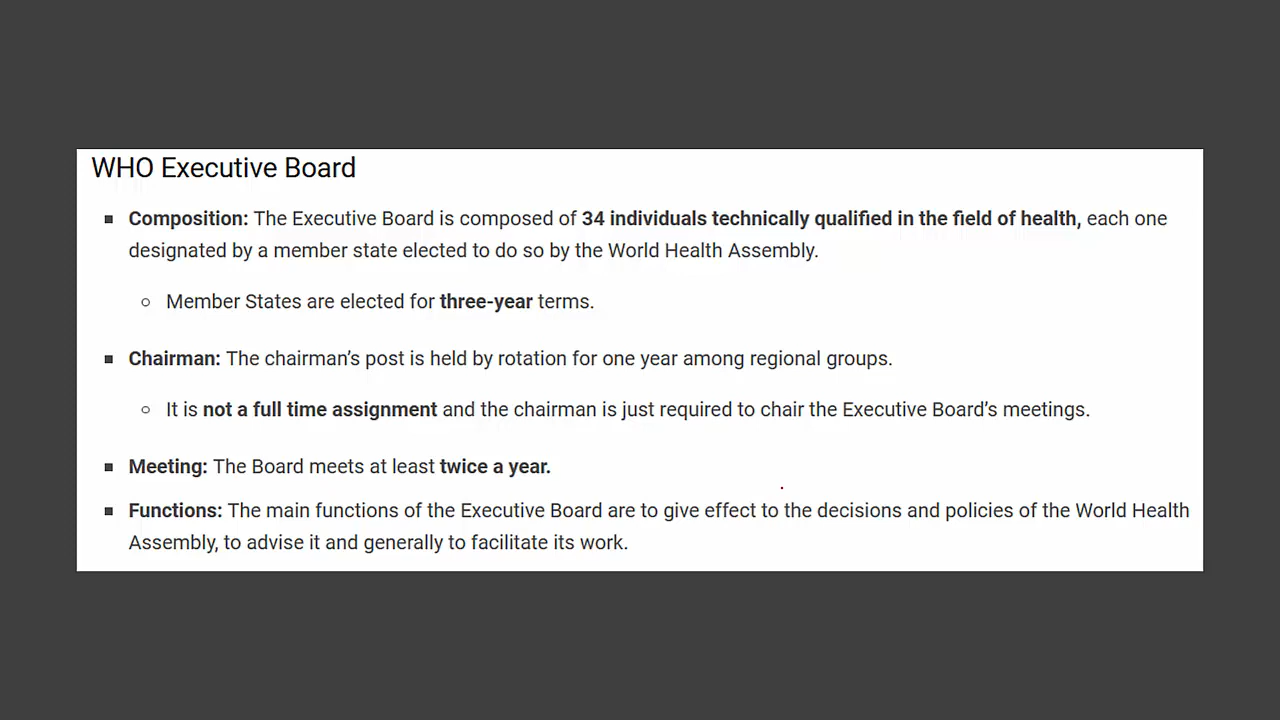 WHO Executive Board
▪ Composition: The Executive Board is composed of 34 individuals technically qualified in the field of health, each one
designated by a member state elected to do so by the World Health Assembly.
○ Member States are elected for three-year terms.
▪ Chairman: The chairman’s post is held by rotation for one year among regional groups.
○ It is not a full time assignment and the chairman is just required to chair the Executive Board’s meetings.
▪ Meeting: The Board meets at least twice a year.
▪ Functions: The main functions of the Executive Board are to give effect to the decisions and policies of the World Health
Assembly, to advise it and generally to facilitate its work.